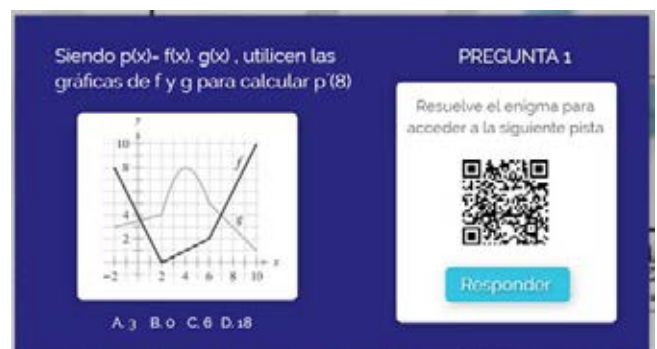 Siendo p(x)= f(x). g(x) , utilicen las
gráficas de f y g para calcular p´(8)
y
10
8
4
2
f
g
-2
2
4
6
8
10
x
A. 3 B. 0 C. 6 D. 18
PREGUNTA 1
Resuelve el enigma para
acceder a la siguiente pista
Responder